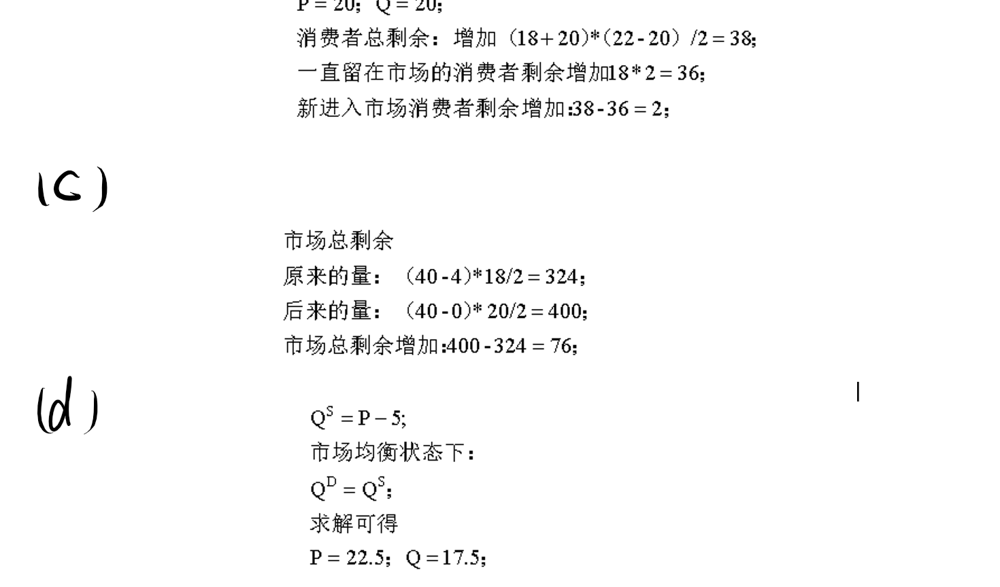 P = 20; Q = 20;
消费者总剩余：增加（18+20)*(22-20）/2 = 38;
一直留在市场的消费者剩余增加18*2 = 36;
新进入市场消费者剩余增加:38-36 = 2;
(c)
市场总剩余
原来的量：（40-4)*18/2 = 324;
后来的量：（40-0)* 20/2 = 400;
市场总剩余增加:400-324 = 76;
(d)
Q^S = P − 5;
市场均衡状态下：
Q^D = Q^S;
求解可得
P = 22.5; Q = 17.5;